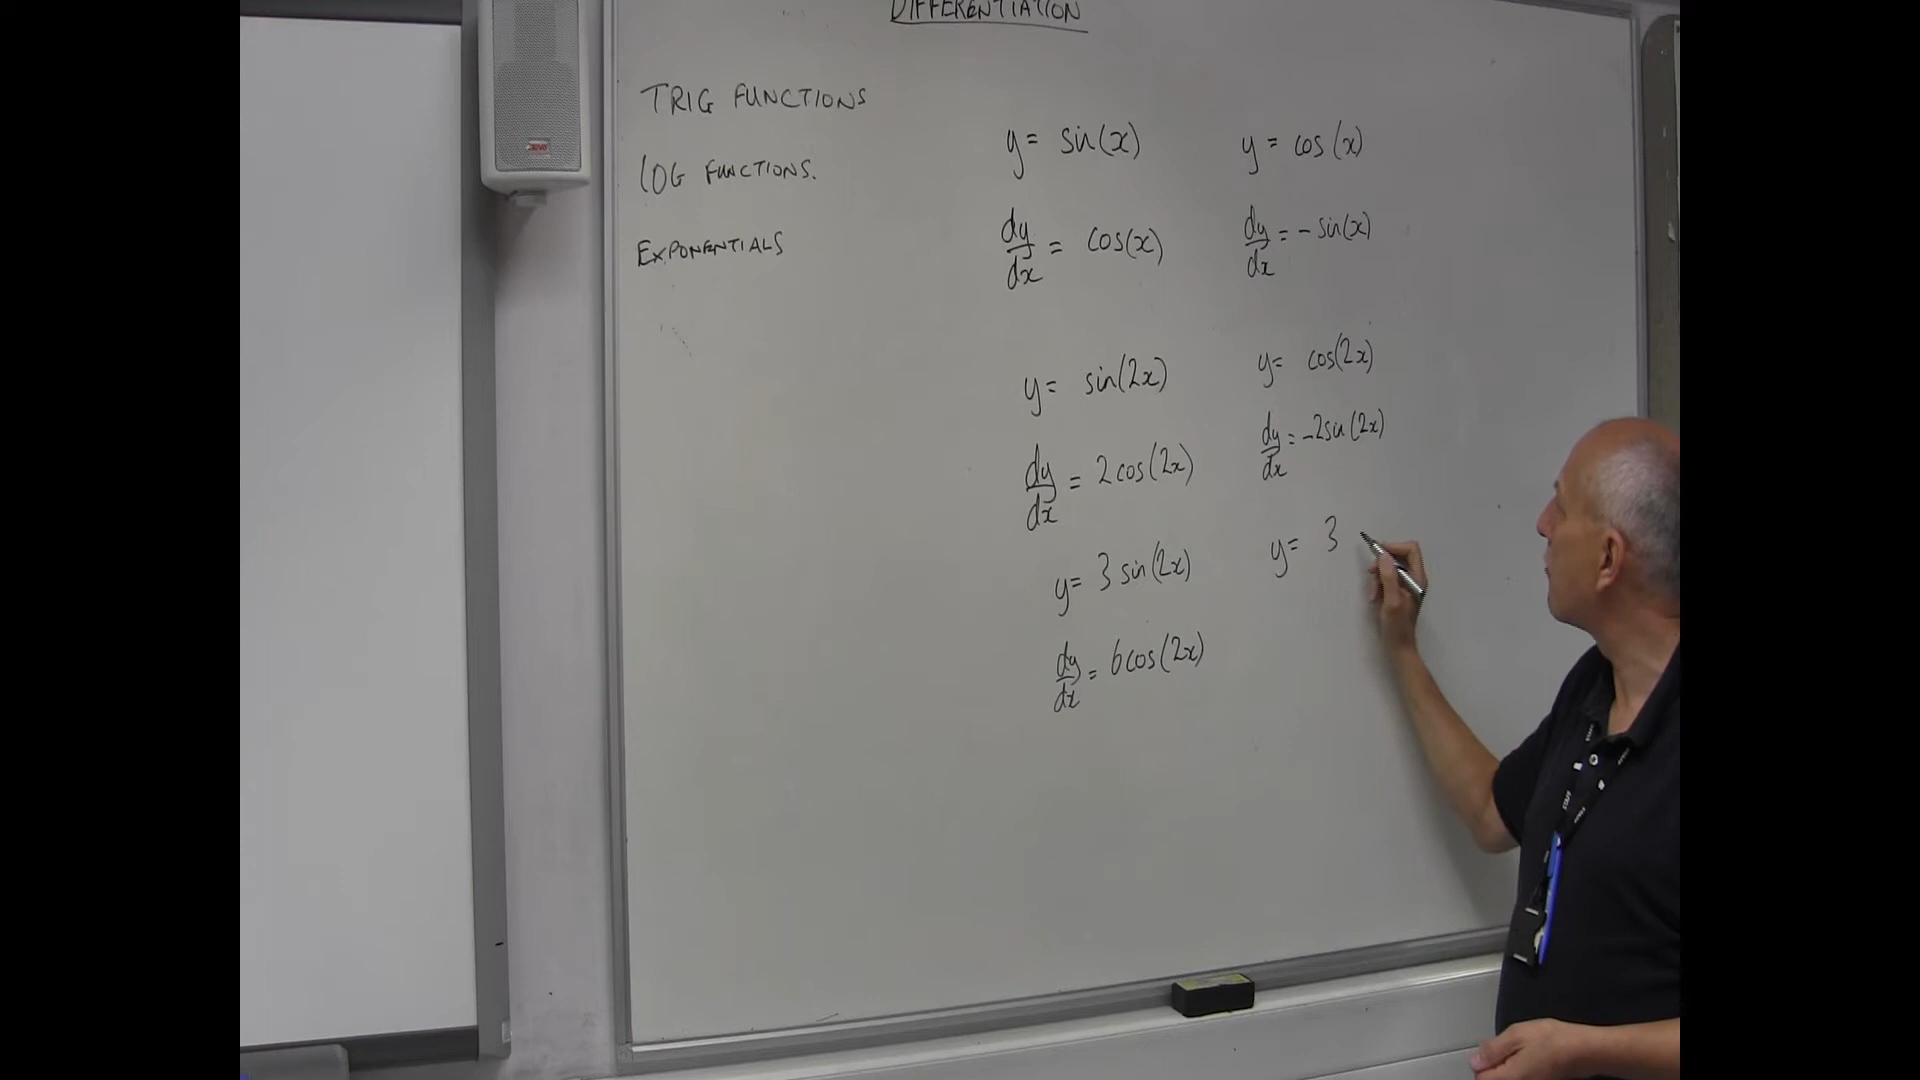 DIFFERENTIATION
TRIG FUNCTIONS
LOG FUNCTIONS.
EXPONENTIALS
y = sin(x)
dy/dx = cos(x)
y = sin(2x)
dy/dx = 2cos(2x)
y = 3 sin(2x)
dy/dx = 6cos(2x)
y = cos(x)
dy/dx = -sin(x)
y = cos(2x)
dy/dx = -2sin(2x)
y = 3